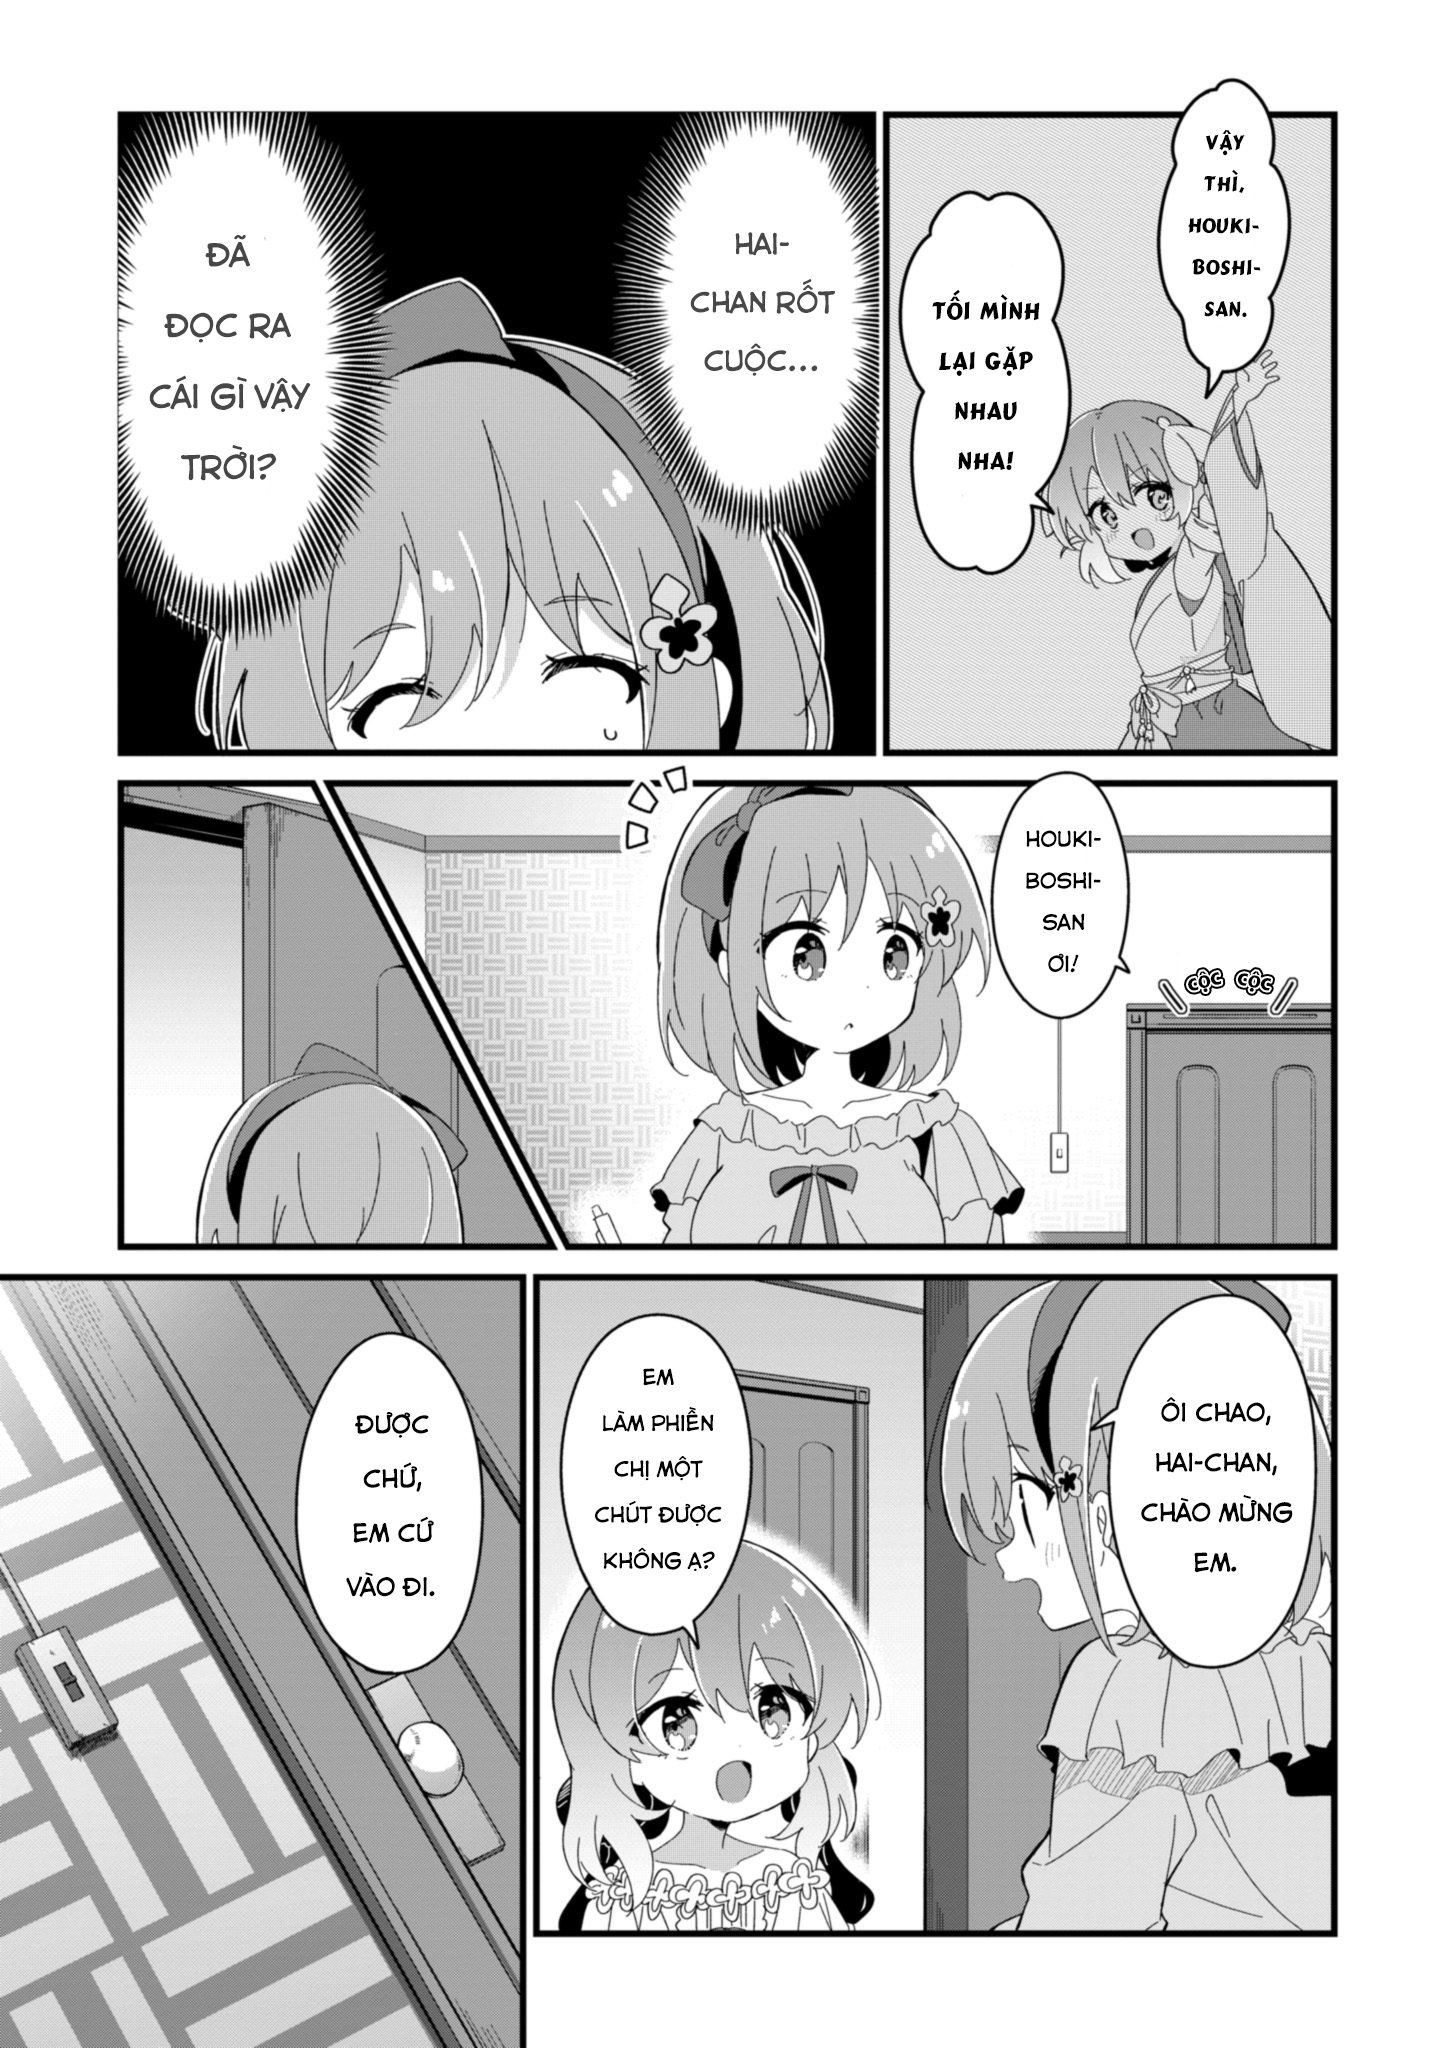 VẬY
THÌ,
HOUKI-
BOSHI-
SAN.
TỐI MÌNH
LẠI GẶP
NHAU
NHA!
HAI-
CHAN RỐT
CUỘC...
ĐÃ
ĐỌC RA
CÁI GÌ VẬY
TRỜI?
HOUKI-
BOSHI-
SAN
ƠI!
CỘC CỘC
ÔI CHAO,
HAI-CHAN,
CHÀO MỪNG
EM.
EM
LÀM PHIỀN
CHỊ MỘT
CHÚT ĐƯỢC
KHÔNG Ạ?
ĐƯỢC
CHỨ,
EM CỨ
VÀO ĐI.